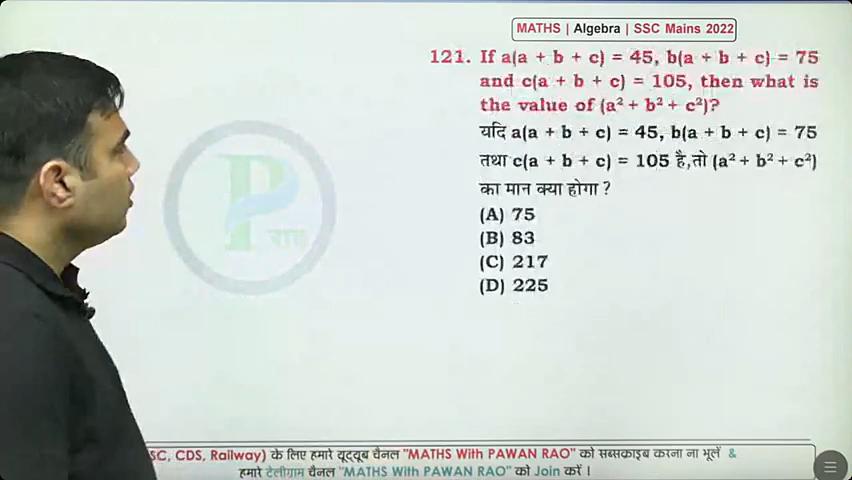 MATHS | Algebra | SSC Mains 2022
121. If a(a + b + c) = 45, b(a + b + c) = 75
and c(a + b + c) = 105, then what is
the value of (a² + b² + c²)?
यदि a(a + b + c) = 45, b(a + b + c) = 75
तथा c(a + b + c) = 105 है,तो (a² + b² + c²)
का मान क्या होगा ?
(A) 75
(B) 83
(C) 217
(D) 225
P
राव
SC, CDS, Railway) के लिए हमारे यूट्यूब चैनल "MATHS With PAWAN RAO" को सब्सक्राइब करना ना भूलें &
हमारे टेलीग्राम चैनल "MATHS With PAWAN RAO" को Join करें ।